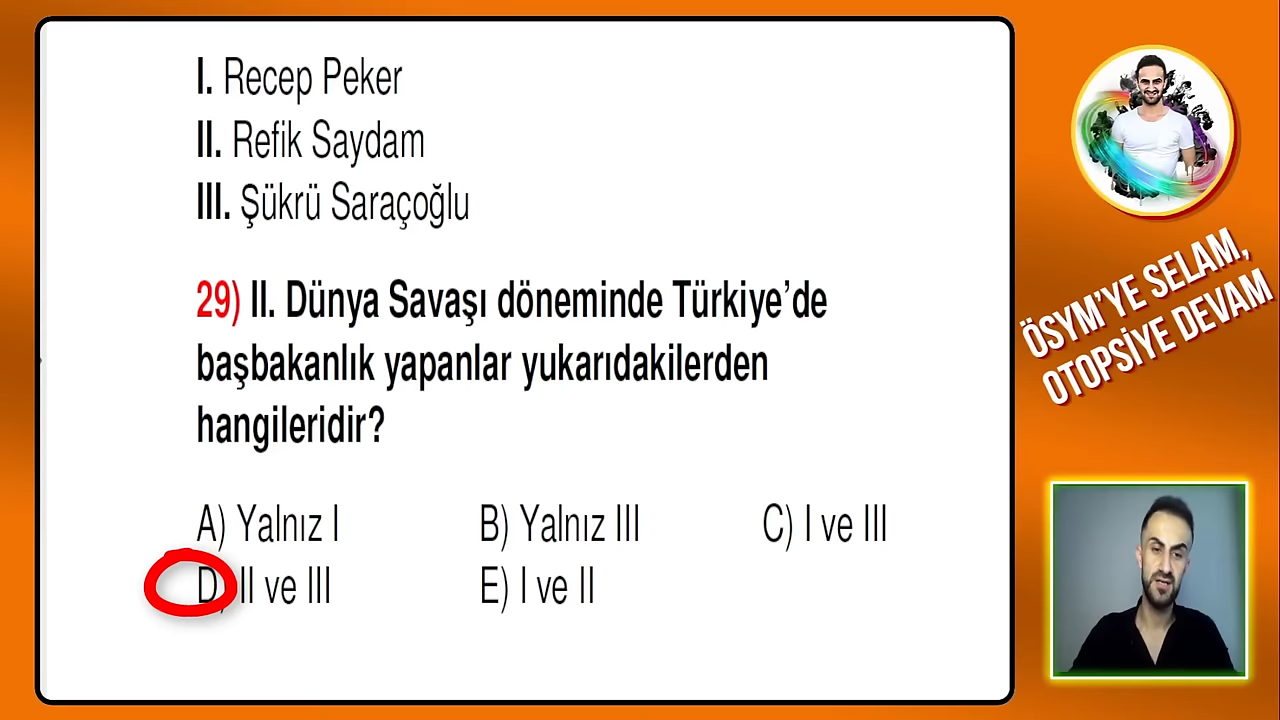 I. Recep Peker
II. Refik Saydam
III. Şükrü Saraçoğlu
29) II. Dünya Savaşı döneminde Türkiye’de
başbakanlık yapanlar yukarıdakilerden
hangileridir?
A) Yalnız I B) Yalnız III C) I ve III
D) II ve III E) I ve II
ÖSYM’YE SELAM,
OTOPSİYE DEVAM